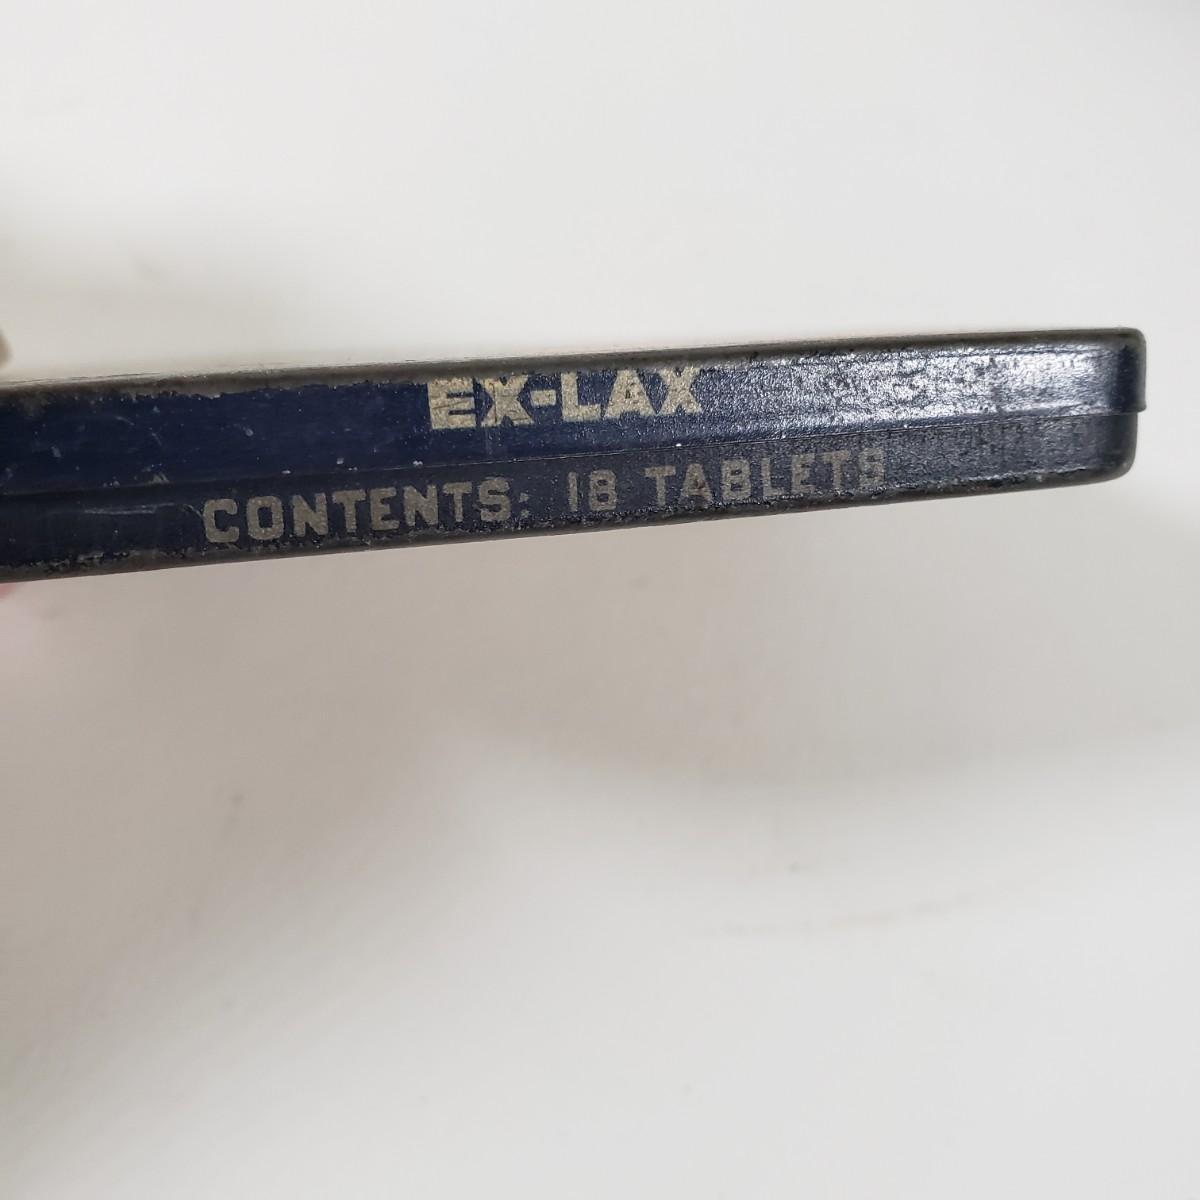 EX-LAX
CONTENTS: 18 TABLETS